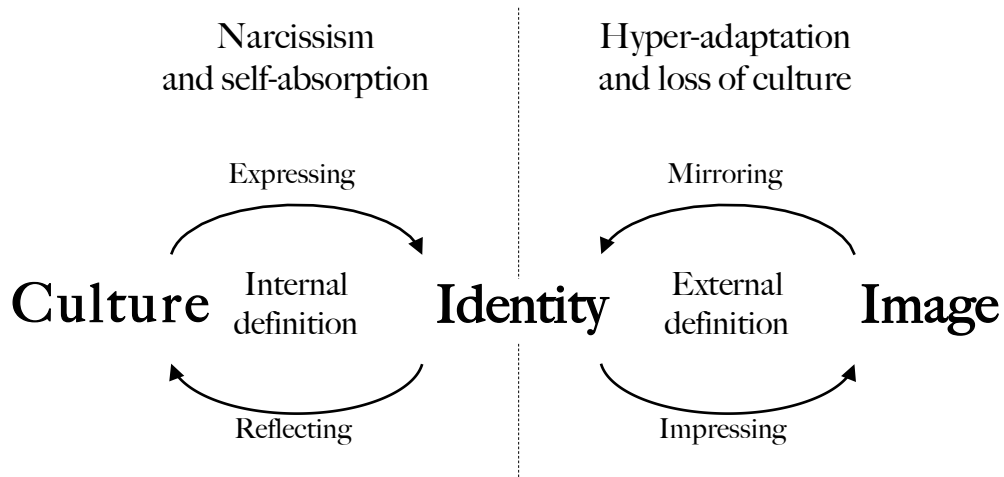 Narcissism
and self-absorption
Hyper-adaptation
and loss of culture
Expressing
Mirroring
Culture
Internal
definition
Identity
External
definition
Image
Reflecting
Impressing